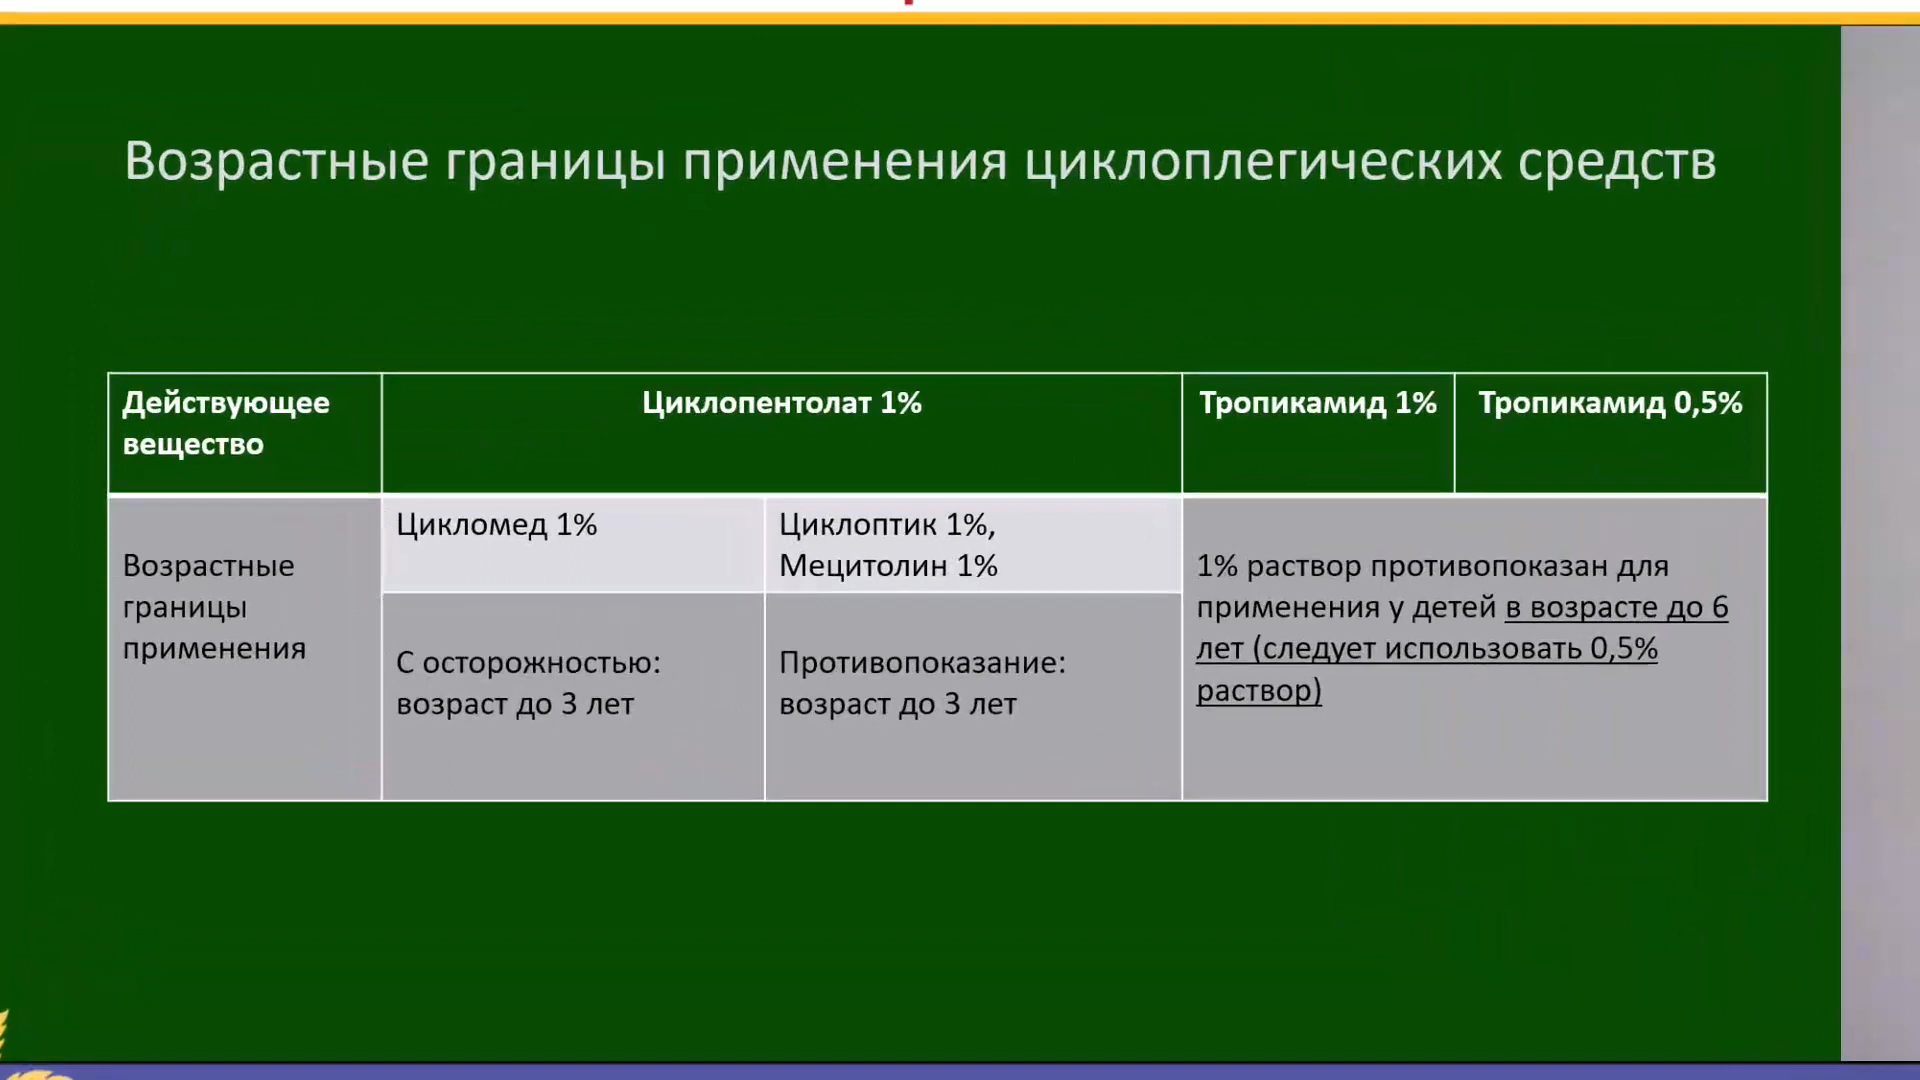 Возрастные границы применения циклоплегических средств
Действующее
вещество
Циклопентолат 1%
Тропикамид 1%
Тропикамид 0,5%
Возрастные
границы
применения
Цикломед 1%
Циклоптик 1%,
Мецитолин 1%
С осторожностью:
возраст до 3 лет
Противопоказание:
возраст до 3 лет
1% раствор противопоказан для
применения у детей в возрасте до 6
лет (следует использовать 0,5%
раствор)